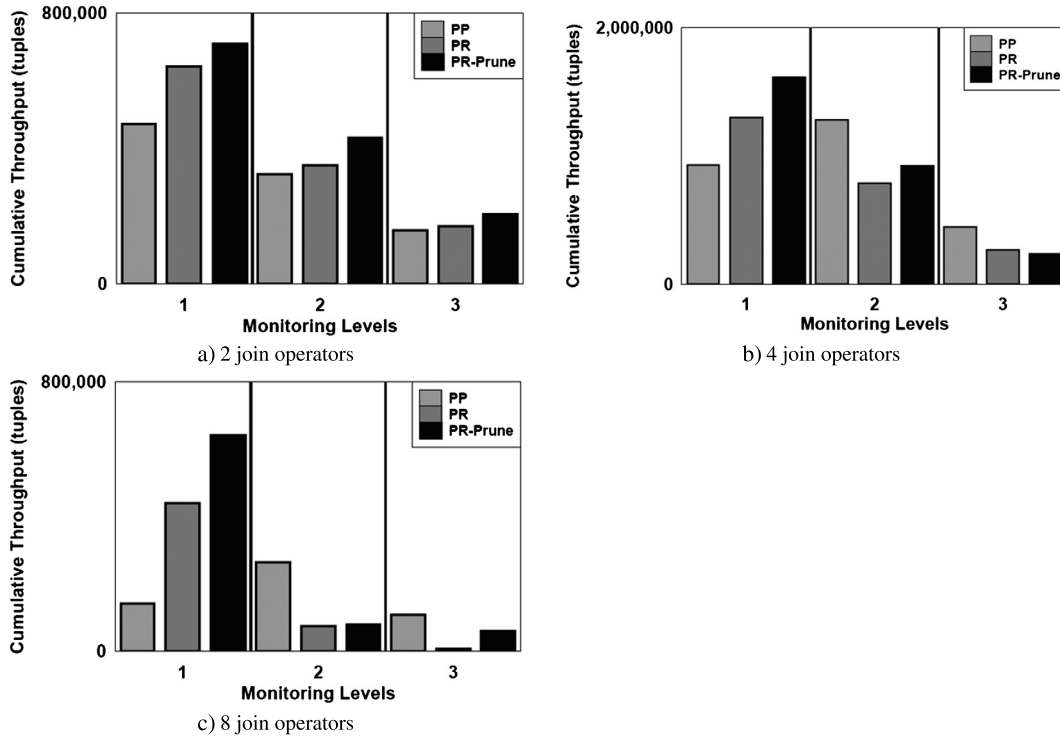 800,000
PP
PR
PR-Prune
Cumulative Throughput (tuples)
0
1 2 3
Monitoring Levels
a) 2 join operators
2,000,000
PP
PR
PR-Prune
Cumulative Throughput (tuples)
0
1 2 3
Monitoring Levels
b) 4 join operators
800,000
PP
PR
PR-Prune
Cumulative Throughput (tuples)
0
1 2 3
Monitoring Levels
c) 8 join operators